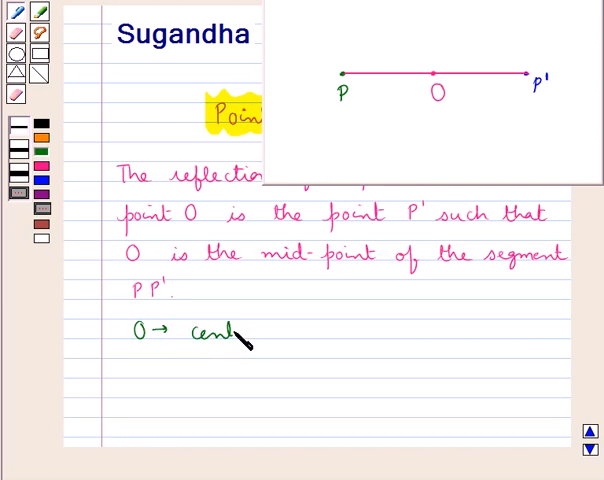 Sugandha
P O P'
Poin
The reflection
point O is the point P' such that
O is the mid-point of the segment
PP'.
O → cent